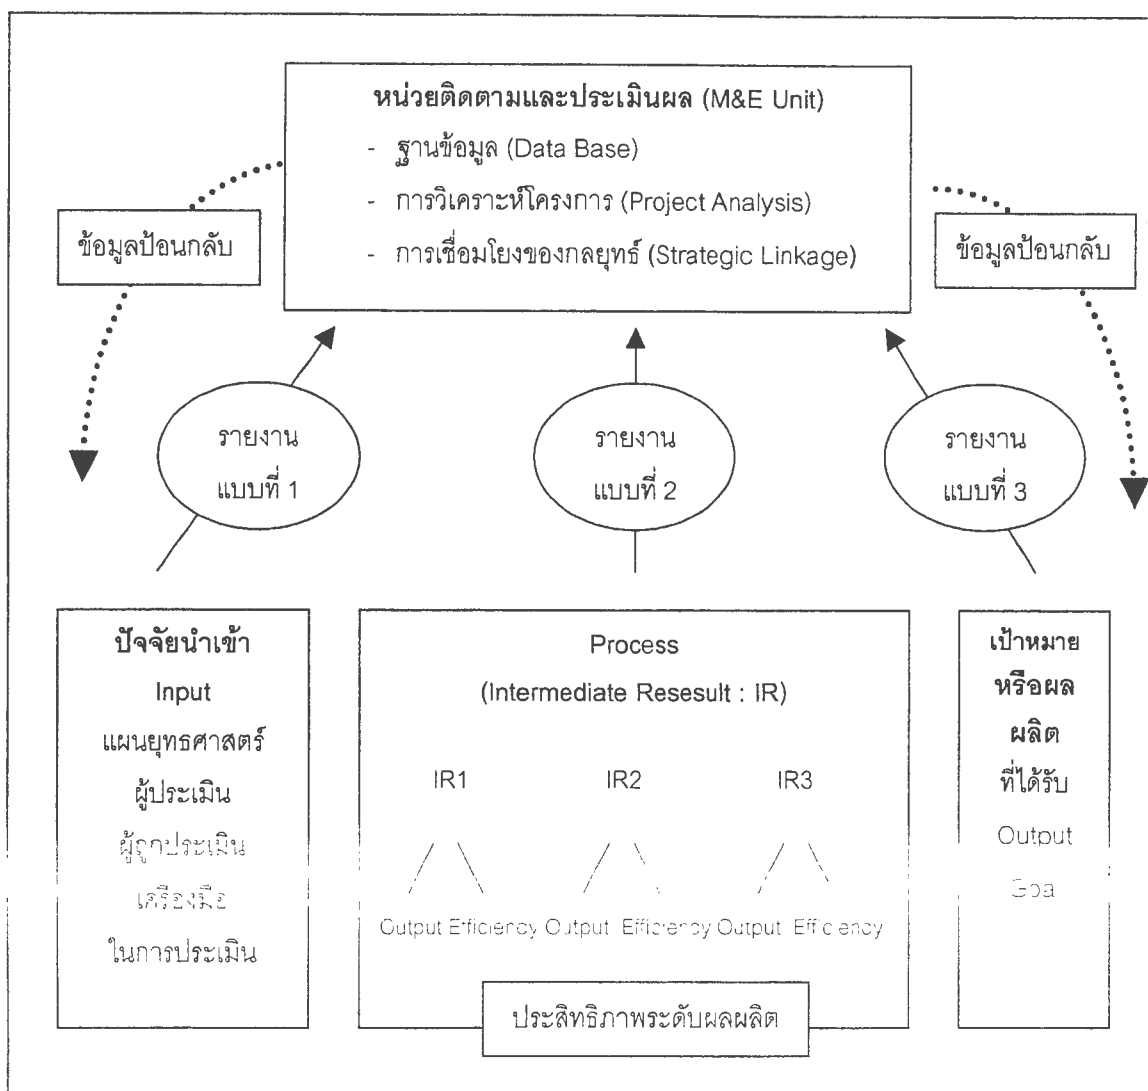 หน่วยติดตามและประเมินผล (M&E Unit)
- ฐานข้อมูล (Data Base)
- การวิเคราะห์โครงการ (Project Analysis)
- การเชื่อมโยงของกลยุทธ์ (Strategic Linkage)
ข้อมูลป้อนกลับ
ข้อมูลป้อนกลับ
รายงาน
แบบที่ 1
รายงาน
แบบที่ 2
รายงาน
แบบที่ 3
ปัจจัยนำเข้า
Input
แผนยุทธศาสตร์
ผู้ประเมิน
ผู้ถูกประเมิน
เครื่องมือ
ในการประเมิน
Process
(Intermediate Resesult : IR)
IR1 IR2 IR3
Output Efficiency Output Efficiency Output Efficiency
ประสิทธิภาพระดับผลผลิต
เป้าหมาย
หรือผล
ผลิต
ที่ได้รับ
Output
Goa